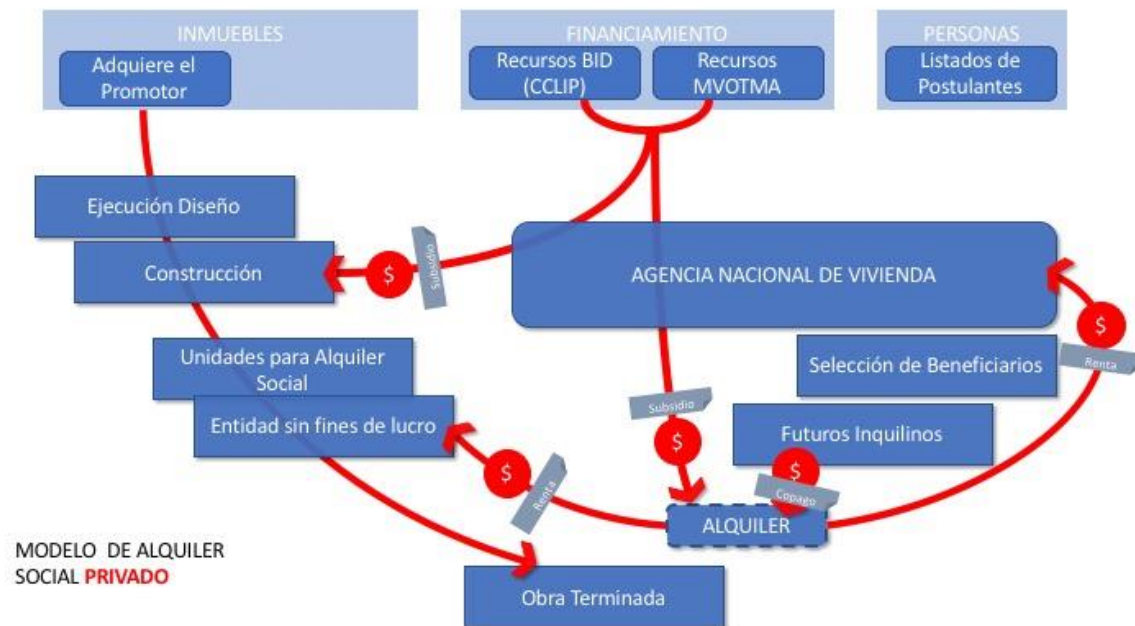 INMUEBLES
Adquiere el
Promotor
FINANCIAMIENTO
Recursos BID
(CCLIP)
Recursos
MVOTMA
PERSONAS
Listados de
Postulantes
Ejecución Diseño
Construcción
$
Subsidio
AGENCIA NACIONAL DE VIVIENDA
$
Renta
Unidades para Alquiler
Social
Entidad sin fines de lucro
Selección de Beneficiarios
Subsidio
$
Futuros Inquilinos
$
Copago
$
Renta
ALQUILER
MODELO DE ALQUILER
SOCIAL PRIVADO
Obra Terminada